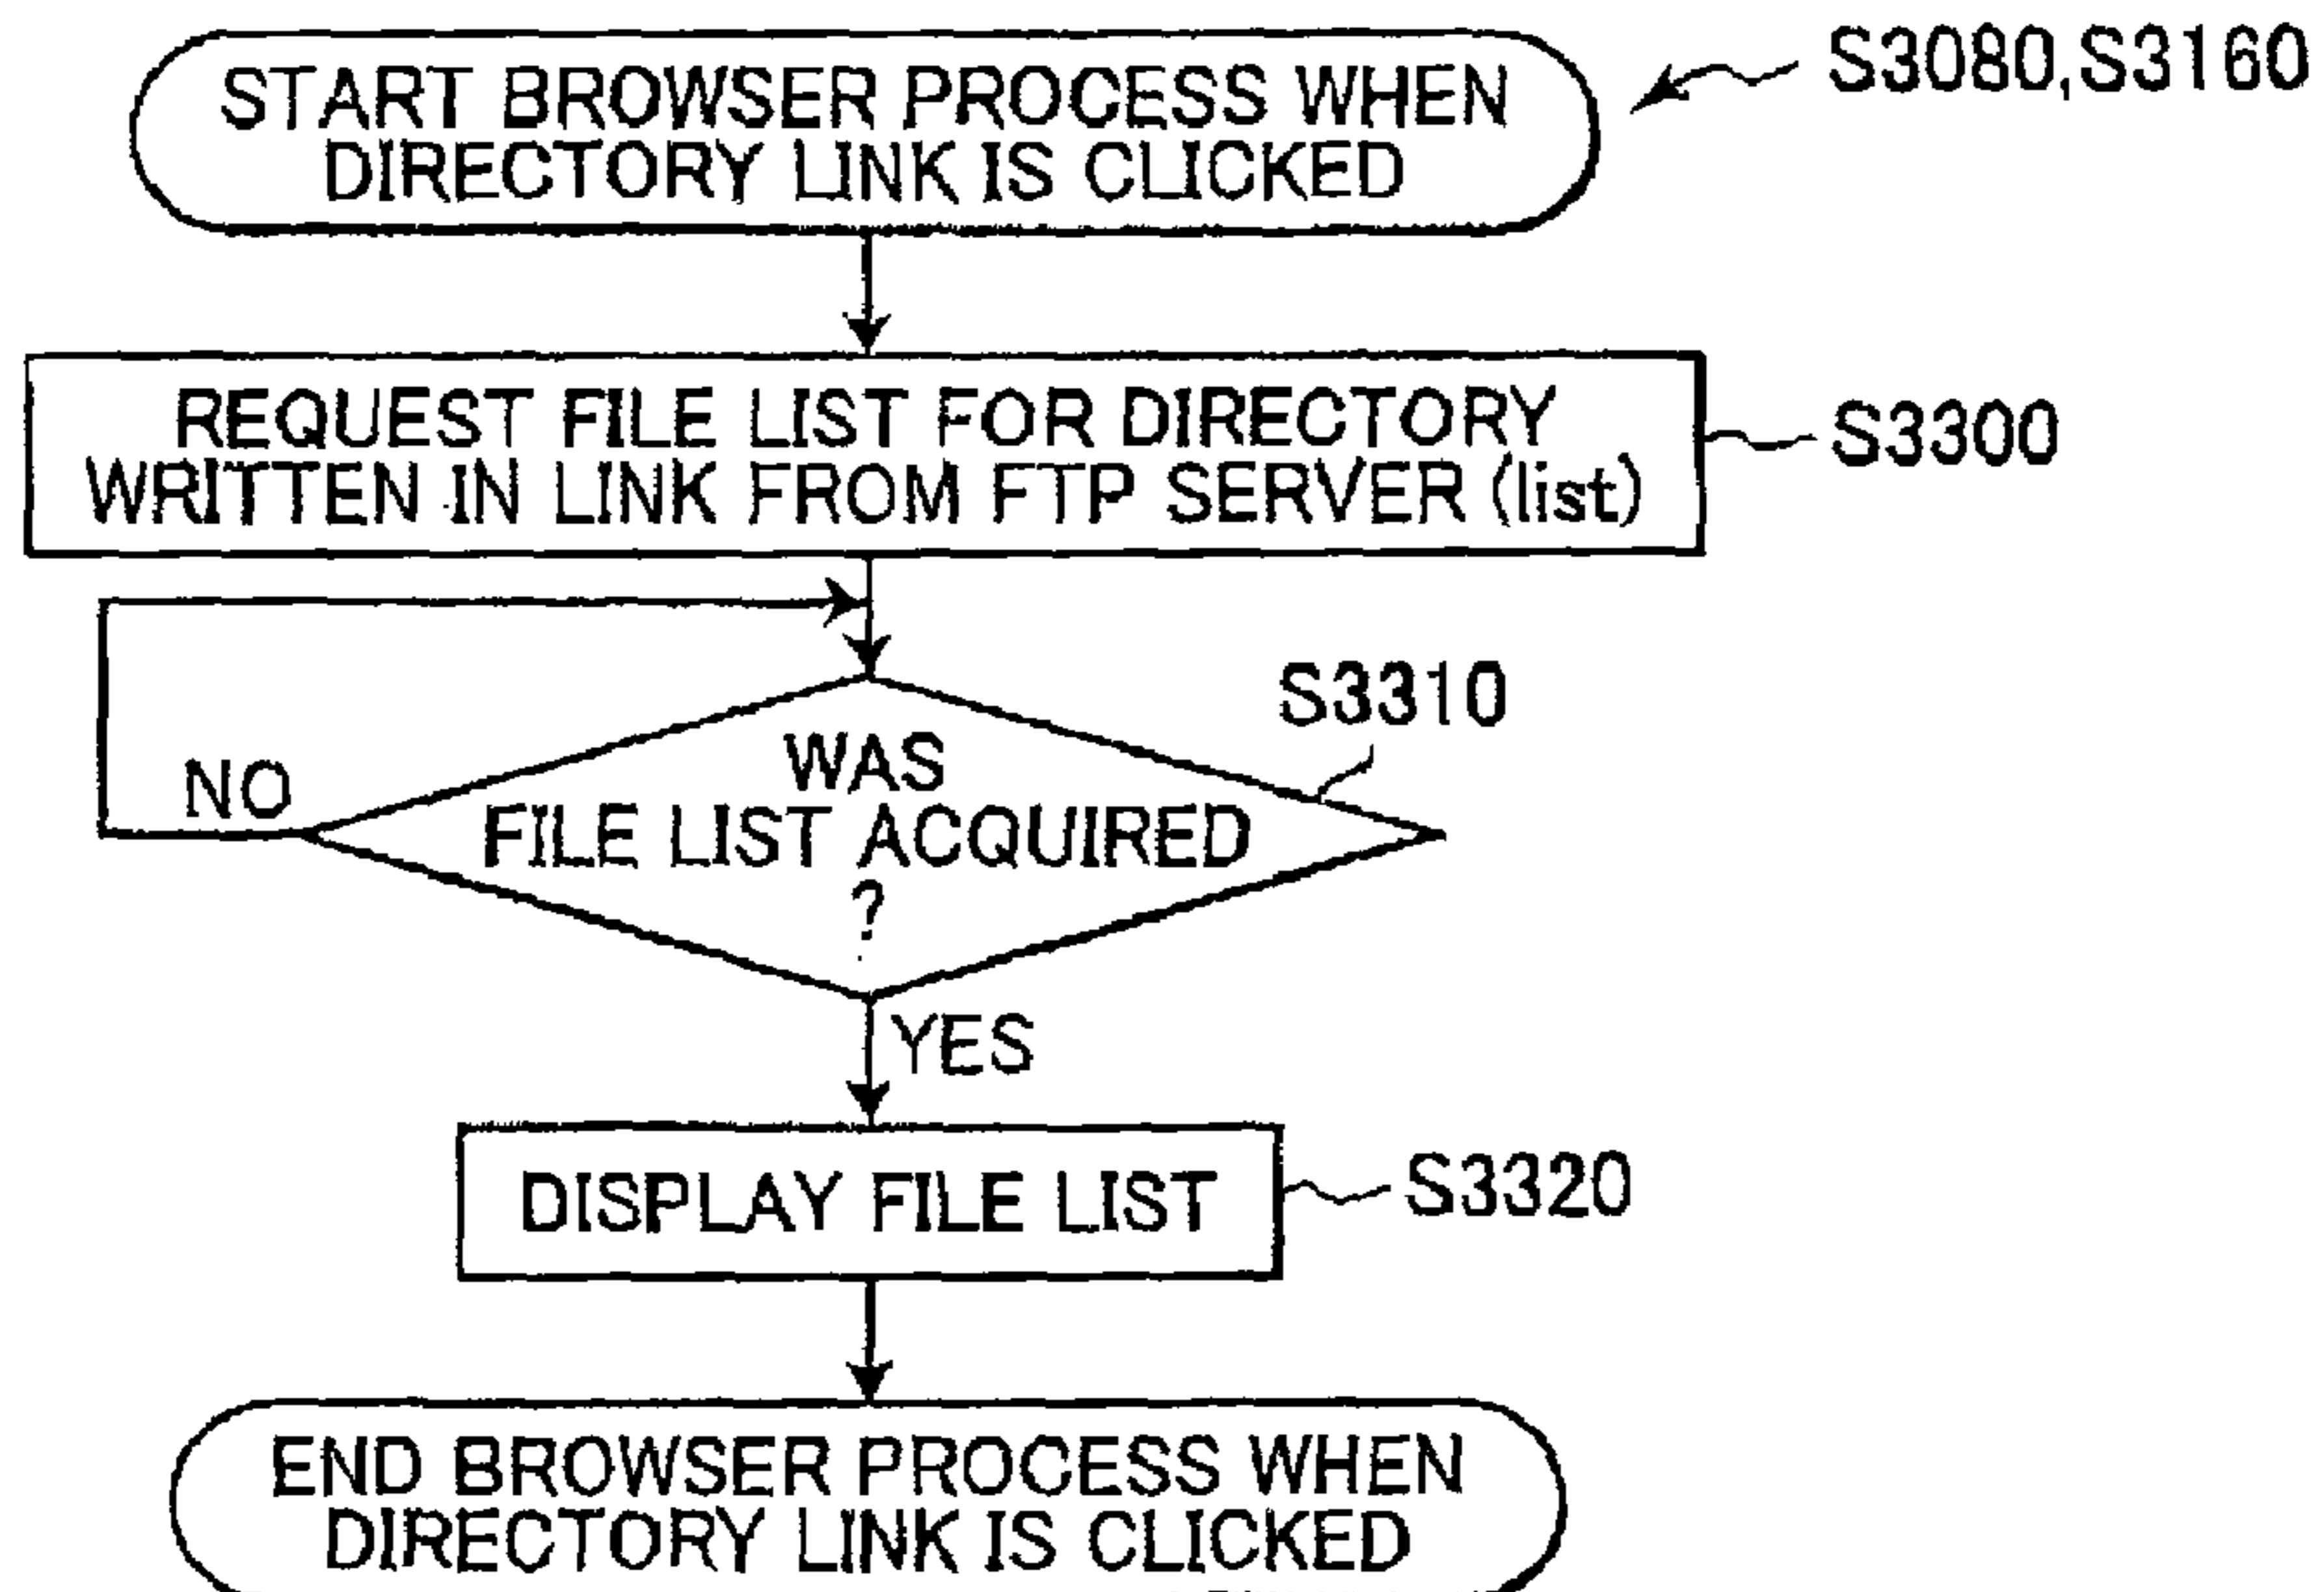 START BROWSER PROCESS WHEN
DIRECTORY LINK IS CLICKED
S3080,S3160
REQUEST FILE LIST FOR DIRECTORY
WRITTEN IN LINK FROM FTP SERVER (list)
S3300
S3310
WAS
FILE LIST ACQUIRED
?
NO
YES
DISPLAY FILE LIST
S3320
END BROWSER PROCESS WHEN
DIRECTORY LINK IS CLICKED